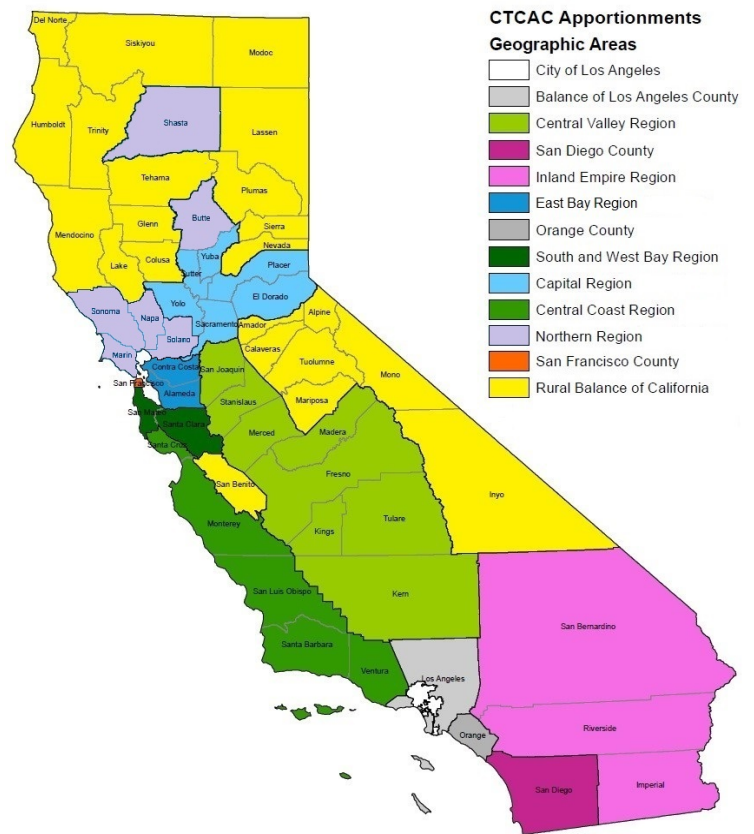 CTCAC Apportionments
Geographic Areas
City of Los Angeles
Balance of Los Angeles County
Central Valley Region
San Diego County
Inland Empire Region
East Bay Region
Orange County
South and West Bay Region
Capital Region
Central Coast Region
Northern Region
San Francisco County
Rural Balance of California
Del Norte
Siskiyou
Modoc
Humboldt
Trinity
Shasta
Lassen
Tehama
Plumas
Mendocino
Glenn
Butte
Sierra
Nevada
Lake
Colusa
Sutter
Yuba
Placer
Sonoma
Napa
Yolo
El Dorado
Sacramento
Amador
Alpine
Marin
Solano
Calaveras
Tuolumne
Mono
Contra Costa
San Joaquin
San Francisco
Alameda
Stanislaus
Mariposa
San Mateo
Santa Clara
Merced
Madera
Santa Cruz
San Benito
Fresno
Inyo
Monterey
Kings
Tulare
San Luis Obispo
Kern
San Bernardino
Santa Barbara
Ventura
Los Angeles
Orange
Riverside
San Diego
Imperial